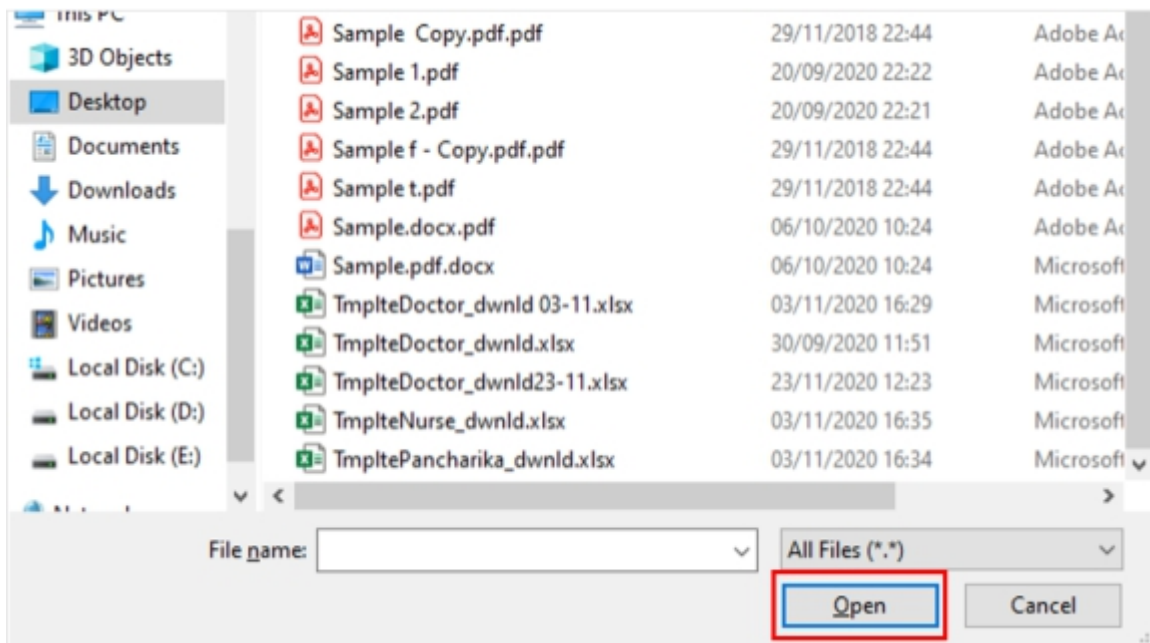 This PC
3D Objects
Desktop
Documents
Downloads
Music
Pictures
Videos
Local Disk (C:)
Local Disk (D:)
Local Disk (E:)
Sample  Copy.pdf.pdf 29/11/2018 22:44 Adobe Ac
Sample 1.pdf 20/09/2020 22:22 Adobe Ac
Sample 2.pdf 20/09/2020 22:21 Adobe Ac
Sample f - Copy.pdf.pdf 29/11/2018 22:44 Adobe Ac
Sample t.pdf 29/11/2018 22:44 Adobe Ac
Sample.docx.pdf 06/10/2020 10:24 Adobe Ac
Sample.pdf.docx 06/10/2020 10:24 Microsoft
TmplteDoctor_dwnld 03-11.xlsx 03/11/2020 16:29 Microsoft
TmplteDoctor_dwnld.xlsx 30/09/2020 11:51 Microsoft
TmplteDoctor_dwnld23-11.xlsx 23/11/2020 12:23 Microsoft
TmplteNurse_dwnld.xlsx 03/11/2020 16:35 Microsoft
TmpltePancharika_dwnld.xlsx 03/11/2020 16:34 Microsoft
File name: All Files (*.*)
Open Cancel